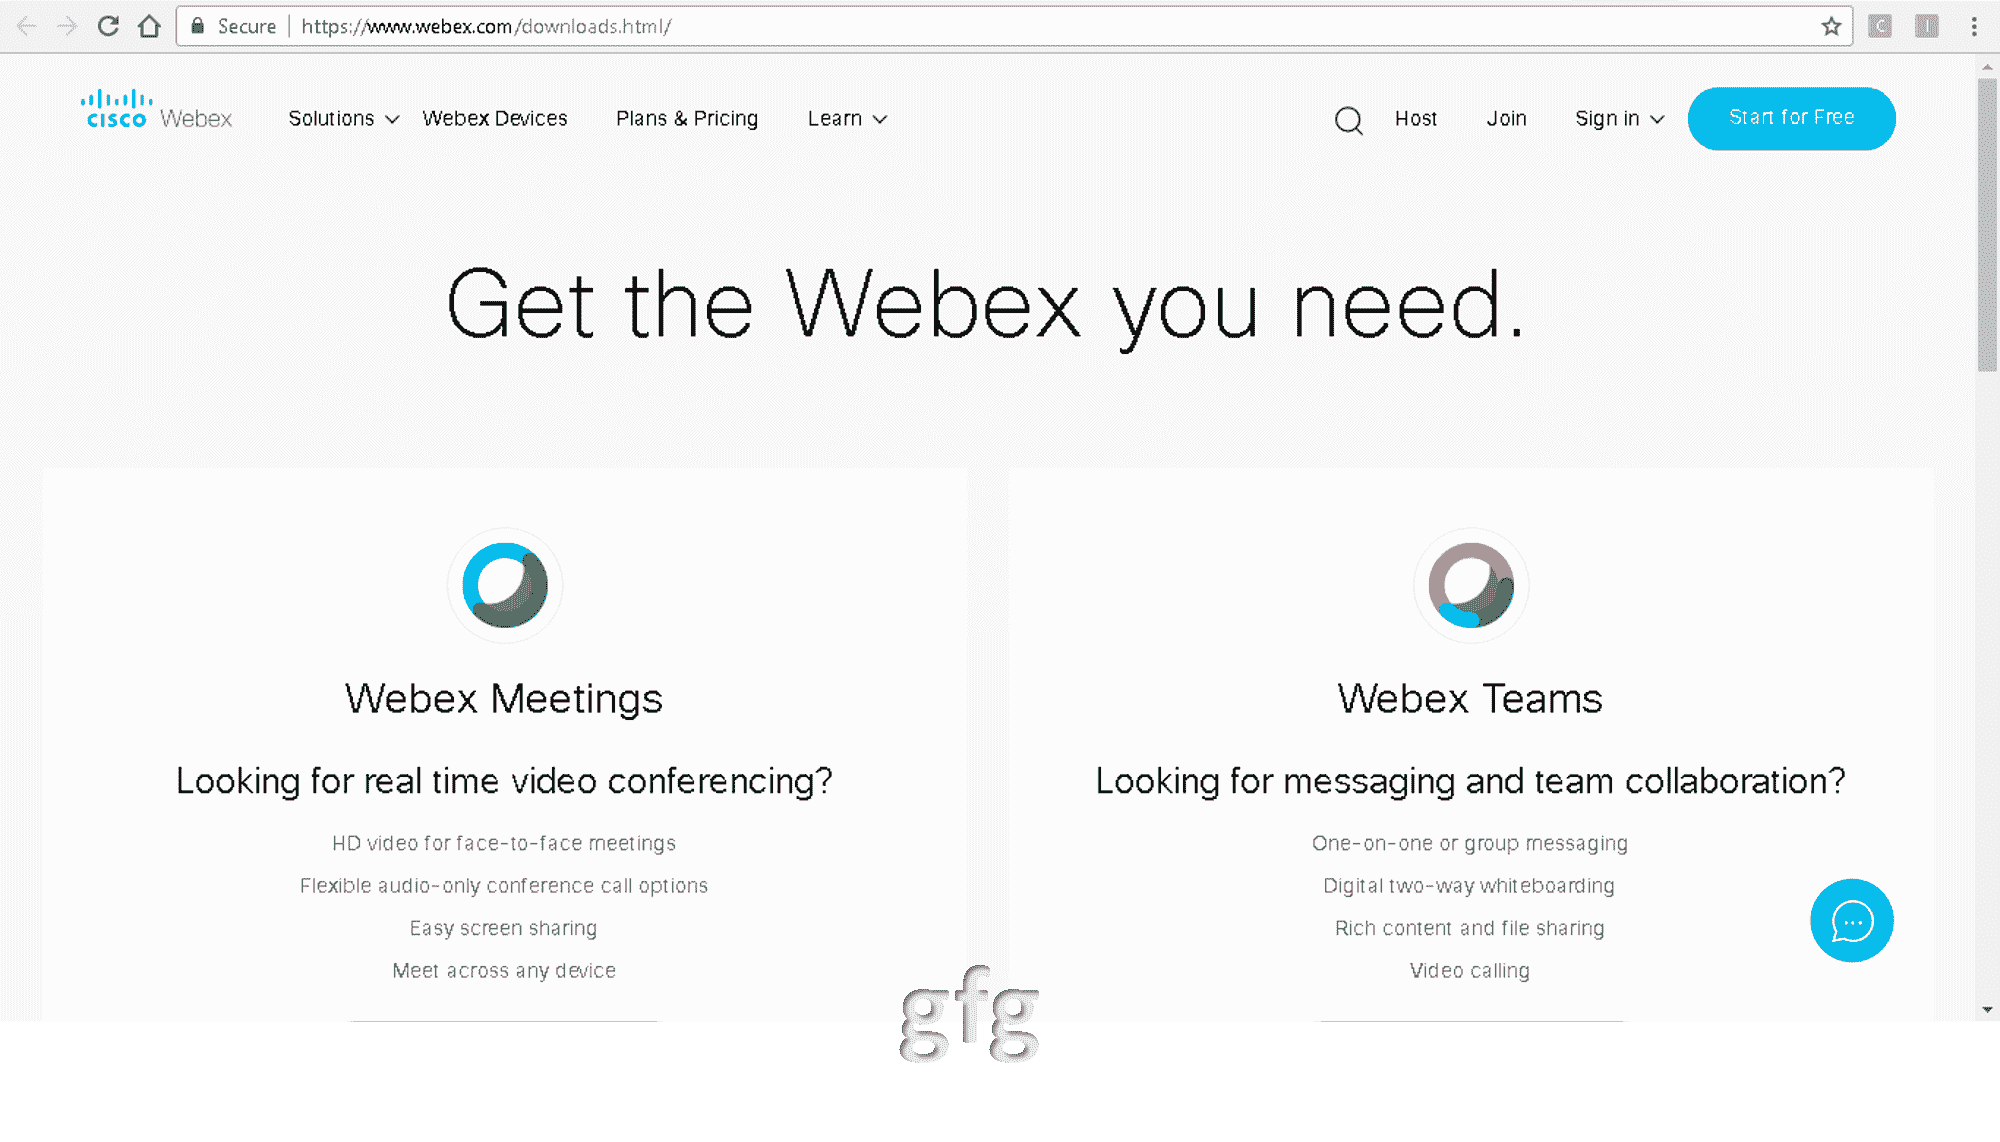 Secure https://www.webex.com/downloads.html/
CISCO Webex Solutions Webex Devices Plans & Pricing Learn Host Join Sign in Start for Free
Get the Webex you need.
Webex Meetings
Looking for real time video conferencing?
HD video for face-to-face meetings
Flexible audio-only conference call options
Easy screen sharing
Meet across any device
Webex Teams
Looking for messaging and team collaboration?
One-on-one or group messaging
Digital two-way whiteboarding
Rich content and file sharing
Video calling
gfg